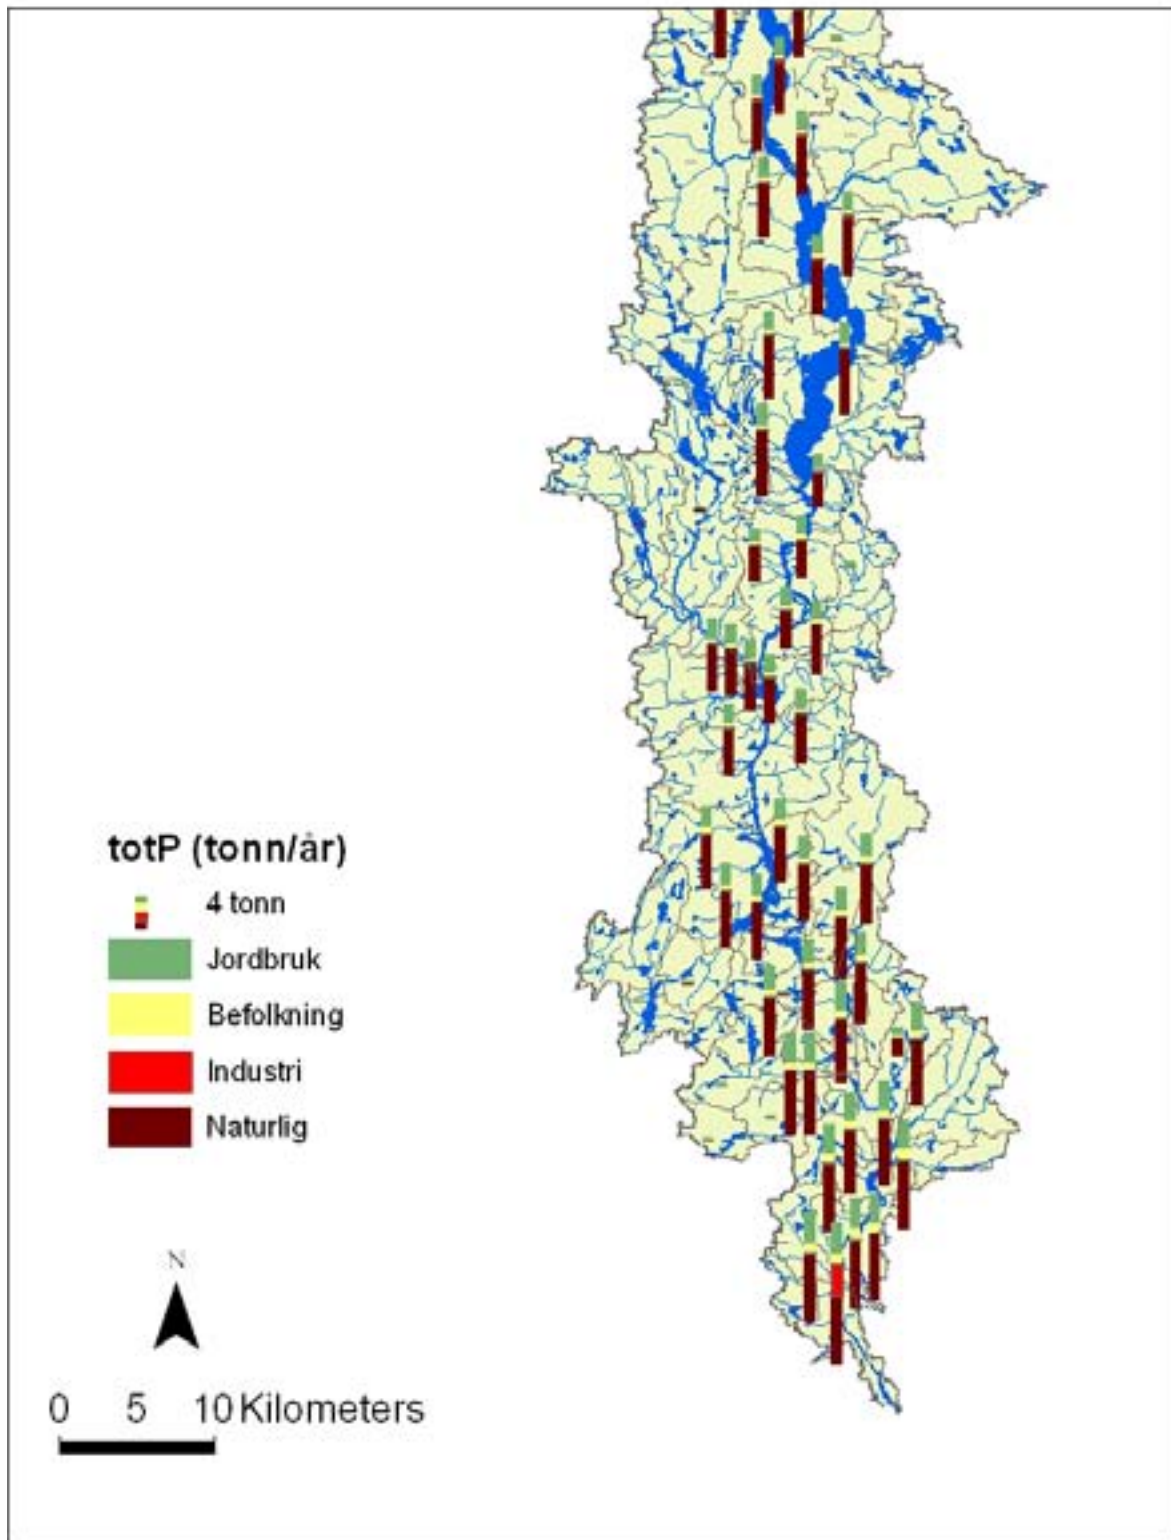 totP (tonn/år)
4 tonn
Jordbruk
Befolkning
Industri
Naturlig
N
0 5 10 Kilometers